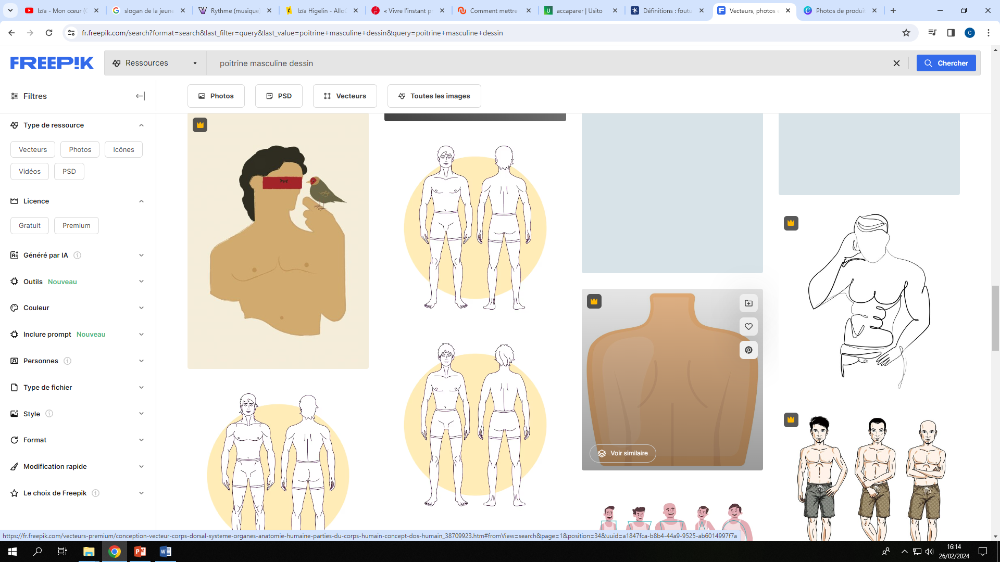 Izïa - Mon cœur (C
slogan de la jeune
Rythme (musique)
Izïa Higelin - AlloC
« Vivre l'instant pr
Comment mettre
accaparer | Usito
Définitions : foutu
Vecteurs, photos e
Photos de produit
fr.freepik.com/search?format=search&last_filter=query&last_value=poitrine+masculine+dessin&query=poitrine+masculine+dessin
C
FREEP!K
Ressources
poitrine masculine dessin
Chercher
Filtres
Photos
PSD
Vecteurs
Toutes les images
Type de ressource
Vecteurs
Photos
Icônes
Vidéos
PSD
Licence
Gratuit
Premium
Généré par IA
Outils Nouveau
Couleur
Inclure prompt Nouveau
Personnes
Type de fichier
Style
Format
Modification rapide
Le choix de Freepik
Voir similaire
https://fr.freepik.com/vecteurs-premium/conception-vecteur-corps-dorsal-systeme-organes-anatomie-humaine-parties-du-corps-humain-concept-dos-humain_38709923.htm#fromView=search&page=1&position=34&uuid=a1847fca-b8b4-44a9-9525-ab6014997f7a
16:14
26/02/2024